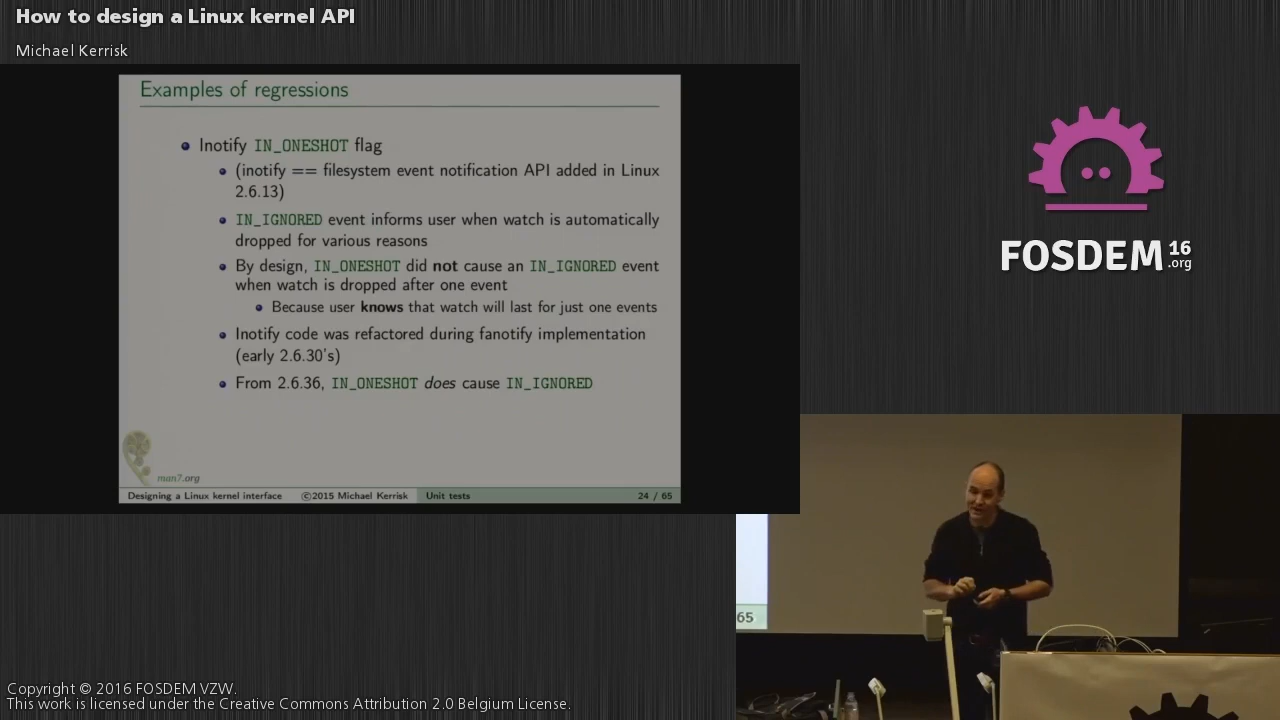 How to design a Linux kernel API
Michael Kerrisk
Examples of regressions
Inotify IN_ONESHOT flag
(inotify == filesystem event notification API added in Linux
2.6.13)
IN_IGNORED event informs user when watch is automatically
dropped for various reasons
By design, IN_ONESHOT did not cause an IN_IGNORED event
when watch is dropped after one event
Because user knows that watch will last for just one events
Inotify code was refactored during fanotify implementation
(early 2.6.30's)
From 2.6.36, IN_ONESHOT does cause IN_IGNORED
man7.org
Designing a Linux kernel interface ©2015 Michael Kerrisk Unit tests 24 / 65
FOSDEM 16
.org
65
Copyright © 2016 FOSDEM VZW.
This work is licensed under the Creative Commons Attribution 2.0 Belgium License.